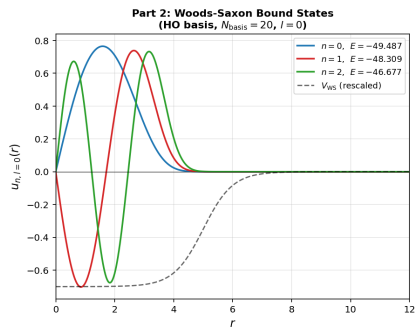 Part 2: Woods-Saxon Bound States
(HO basis, N_basis = 20, l = 0)
n = 0, E = −49.487
n = 1, E = −48.309
n = 2, E = −46.677
V_WS (rescaled)
u_{n, l=0}(r)
0.8
0.6
0.4
0.2
0.0
−0.2
−0.4
−0.6
0 2 4 6 8 10 12
r